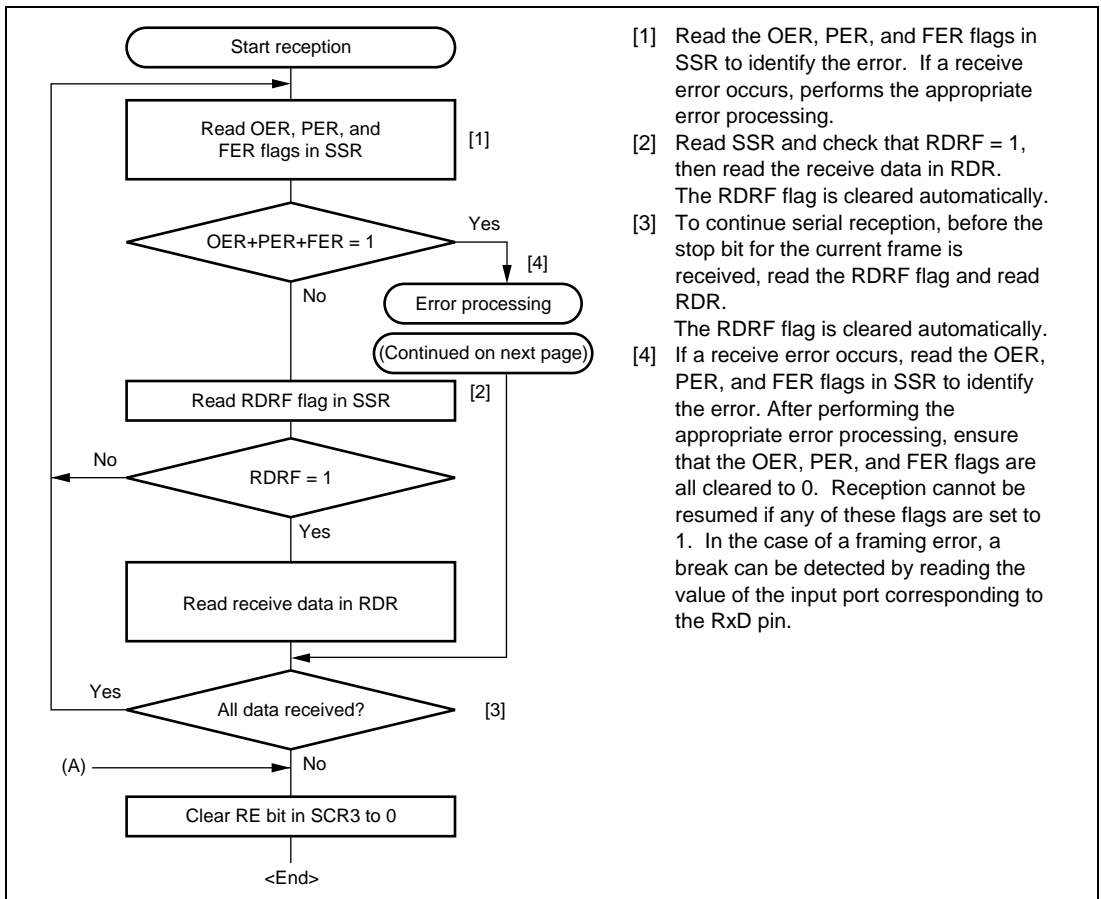 Start reception
Read OER, PER, and
FER flags in SSR
[1]
OER+PER+FER = 1
Yes
[4]
No
Error processing
(Continued on next page)
Read RDRF flag in SSR
[2]
No
RDRF = 1
Yes
Read receive data in RDR
Yes
All data received?
[3]
(A)
No
Clear RE bit in SCR3 to 0
<End>
[1] Read the OER, PER, and FER flags in
SSR to identify the error. If a receive
error occurs, performs the appropriate
error processing.
[2] Read SSR and check that RDRF = 1,
then read the receive data in RDR.
The RDRF flag is cleared automatically.
[3] To continue serial reception, before the
stop bit for the current frame is
received, read the RDRF flag and read
RDR.
The RDRF flag is cleared automatically.
[4] If a receive error occurs, read the OER,
PER, and FER flags in SSR to identify
the error. After performing the
appropriate error processing, ensure
that the OER, PER, and FER flags are
all cleared to 0. Reception cannot be
resumed if any of these flags are set to
1. In the case of a framing error, a
break can be detected by reading the
value of the input port corresponding to
the RxD pin.